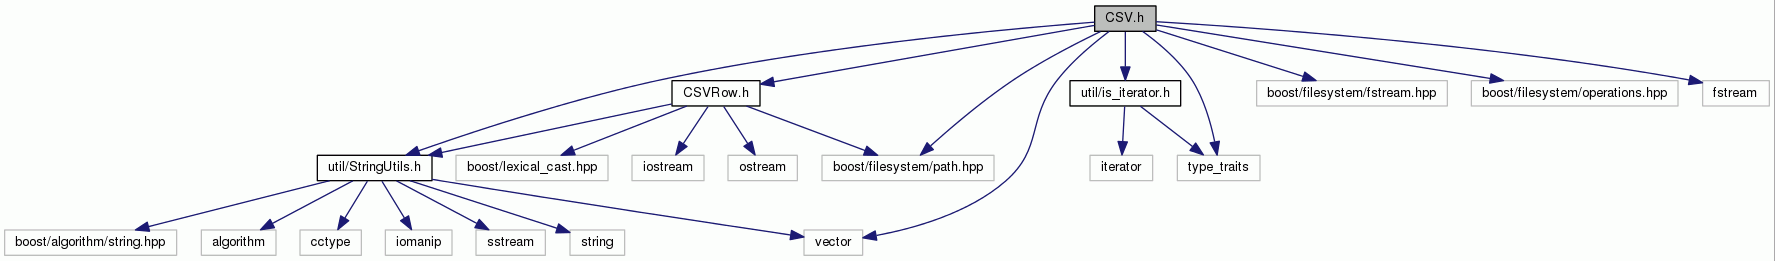 CSV.h
CSVRow.h
util/is_iterator.h
boost/filesystem/fstream.hpp
boost/filesystem/operations.hpp
fstream
util/StringUtils.h
boost/lexical_cast.hpp
iostream
ostream
boost/filesystem/path.hpp
iterator
type_traits
boost/algorithm/string.hpp
algorithm
cctype
iomanip
sstream
string
vector